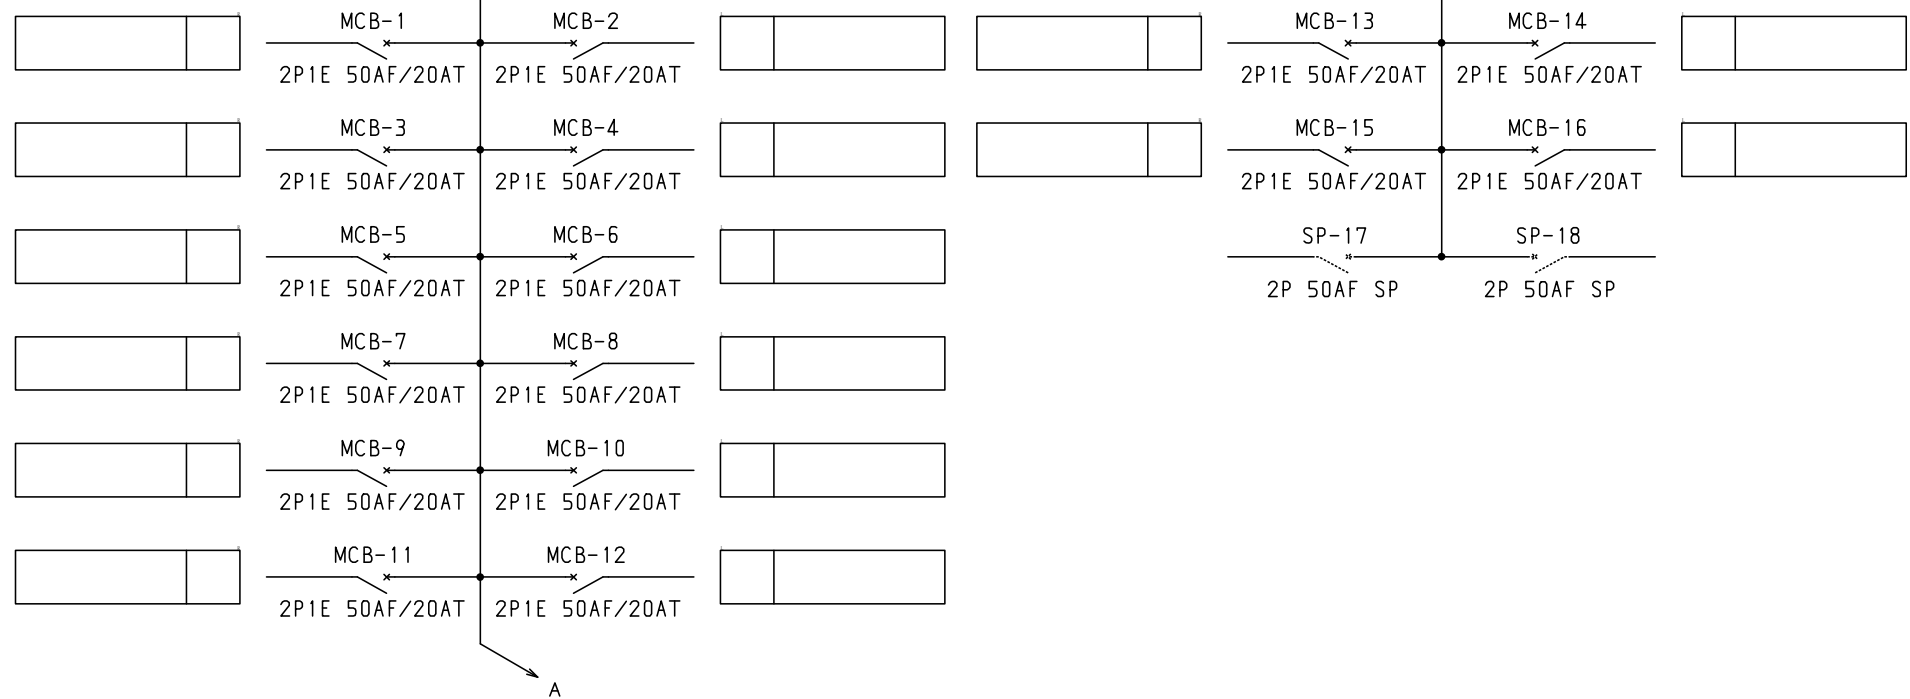 MCB-1 MCB-2
2P1E 50AF/20AT 2P1E 50AF/20AT
MCB-3 MCB-4
2P1E 50AF/20AT 2P1E 50AF/20AT
MCB-5 MCB-6
2P1E 50AF/20AT 2P1E 50AF/20AT
MCB-7 MCB-8
2P1E 50AF/20AT 2P1E 50AF/20AT
MCB-9 MCB-10
2P1E 50AF/20AT 2P1E 50AF/20AT
MCB-11 MCB-12
2P1E 50AF/20AT 2P1E 50AF/20AT
A
MCB-13 MCB-14
2P1E 50AF/20AT 2P1E 50AF/20AT
MCB-15 MCB-16
2P1E 50AF/20AT 2P1E 50AF/20AT
SP-17 SP-18
2P 50AF SP 2P 50AF SP